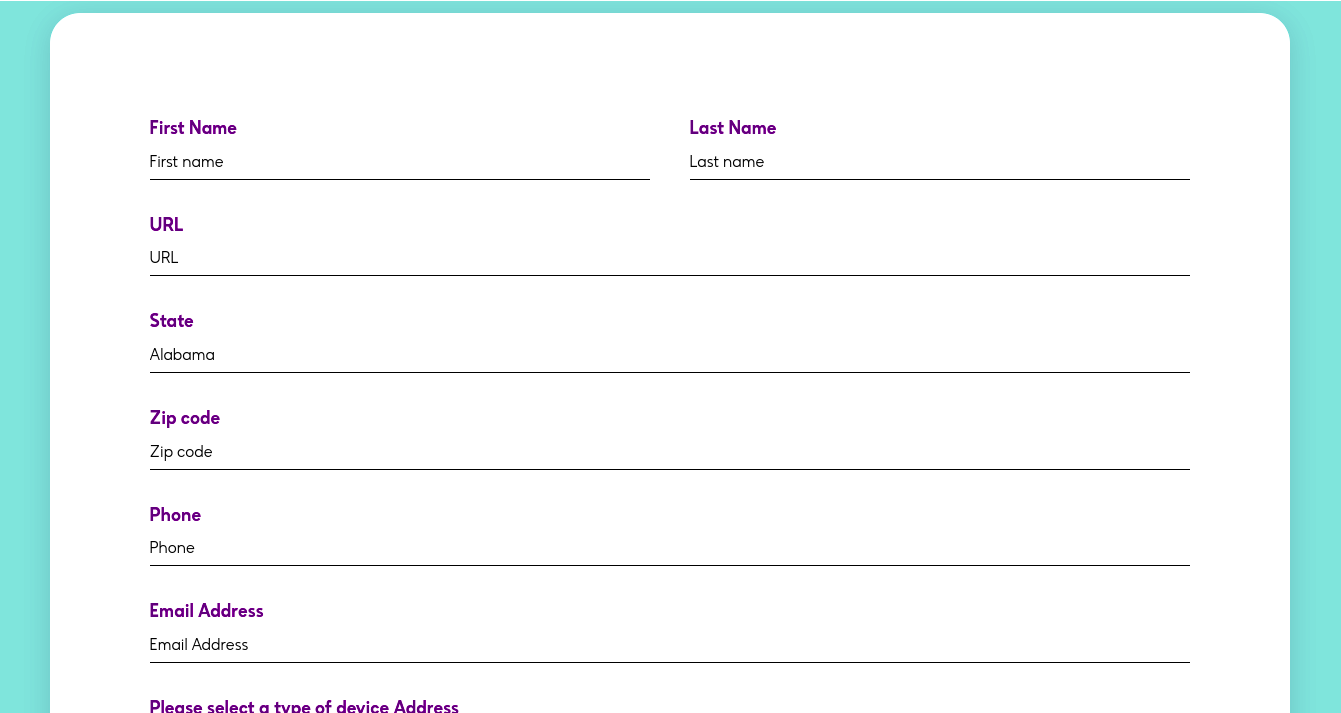 First Name
First name
Last Name
Last name
URL
URL
State
Alabama
Zip code
Zip code
Phone
Phone
Email Address
Email Address
Please select a type of device Address